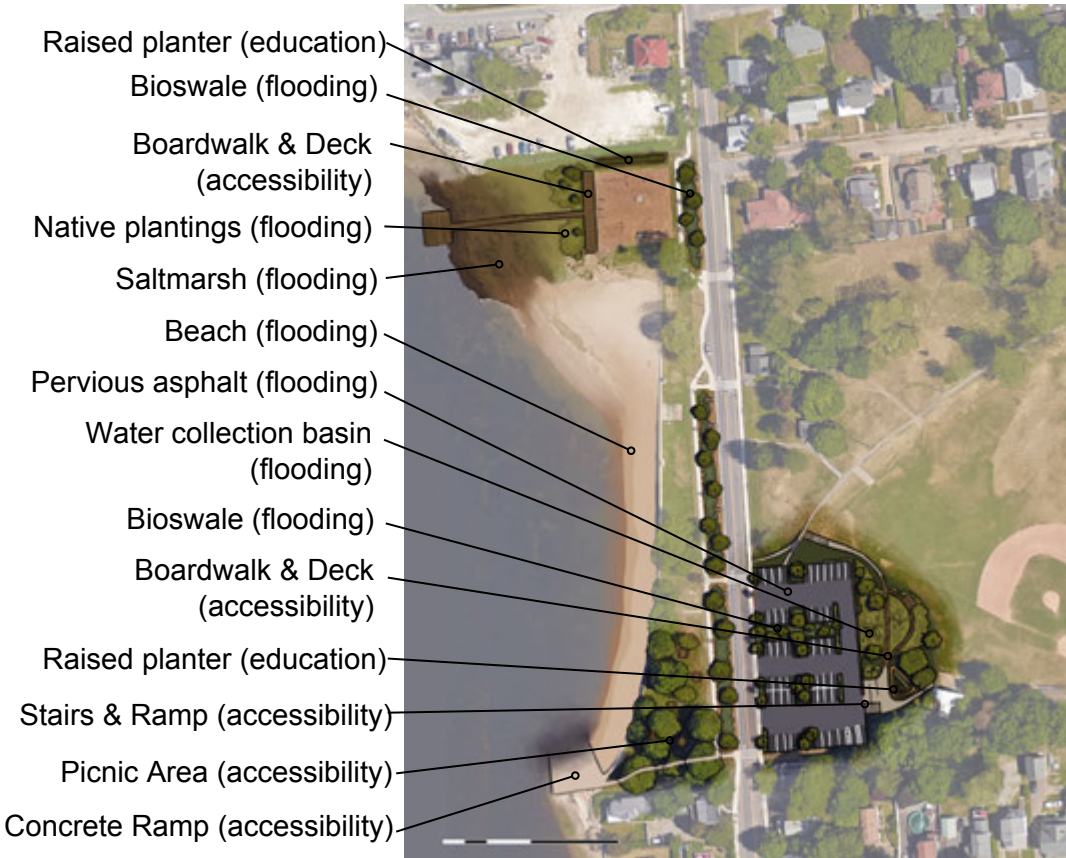 Raised planter (education)
Bioswale (flooding)
Boardwalk & Deck
(accessibility)
Native plantings (flooding)
Saltmarsh (flooding)
Beach (flooding)
Pervious asphalt (flooding)
Water collection basin
(flooding)
Bioswale (flooding)
Boardwalk & Deck
(accessibility)
Raised planter (education)
Stairs & Ramp (accessibility)
Picnic Area (accessibility)
Concrete Ramp (accessibility)